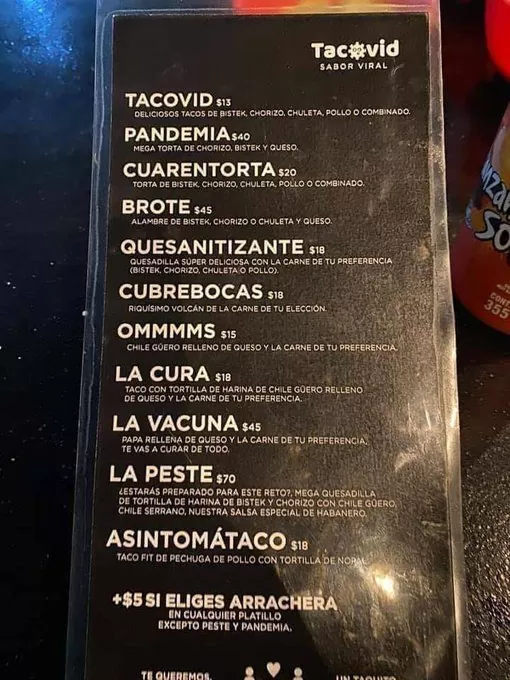 Tacovid
SABOR VIRAL
TACOVID $13
DELICIOSOS TACOS DE BISTEK, CHORIZO, CHULETA, POLLO O COMBINADO.
PANDEMIA $40
MEGA TORTA DE CHORIZO, BISTEK Y QUESO.
CUARENTORTA $20
TORTA DE BISTEK, CHORIZO, CHULETA, POLLO O COMBINADO.
BROTE $45
ALAMBRE DE BISTEK, CHORIZO O CHULETA Y QUESO.
QUESANITIZANTE $18
QUESADILLA SÚPER DELICIOSA CON LA CARNE DE TU PREFERENCIA
(BISTEK, CHORIZO, CHULETA O POLLO).
CUBREBOCAS $18
RIQUÍSIMO VOLCÁN DE LA CARNE DE TU ELECCIÓN.
OMMMMS $15
CHILE GÜERO RELLENO DE QUESO Y LA CARNE DE TU PREFERENCIA.
LA CURA $18
TACO CON TORTILLA DE HARINA DE CHILE GÜERO RELLENO
DE QUESO Y LA CARNE DE TU PREFERENCIA.
LA VACUNA $45
PAPA RELLENA DE QUESO Y LA CARNE DE TU PREFERENCIA,
TE VAS A CURAR DE TODO.
LA PESTE $70
¿ESTARÁS PREPARADO PARA ESTE RETO?, MEGA QUESADILLA
DE TORTILLA DE HARINA DE BISTEK Y CHORIZO CON CHILE GÜERO,
CHILE SERRANO, NUESTRA SALSA ESPECIAL DE HABANERO.
ASINTOMÁTACO $18
TACO FIT DE PECHUGA DE POLLO CON TORTILLA DE NOPAL
+$5 SI ELIGES ARRACHERA
EN CUALQUIER PLATILLO
EXCEPTO PESTE Y PANDEMIA.
TE QUEREMOS, UN TAQUITO
355